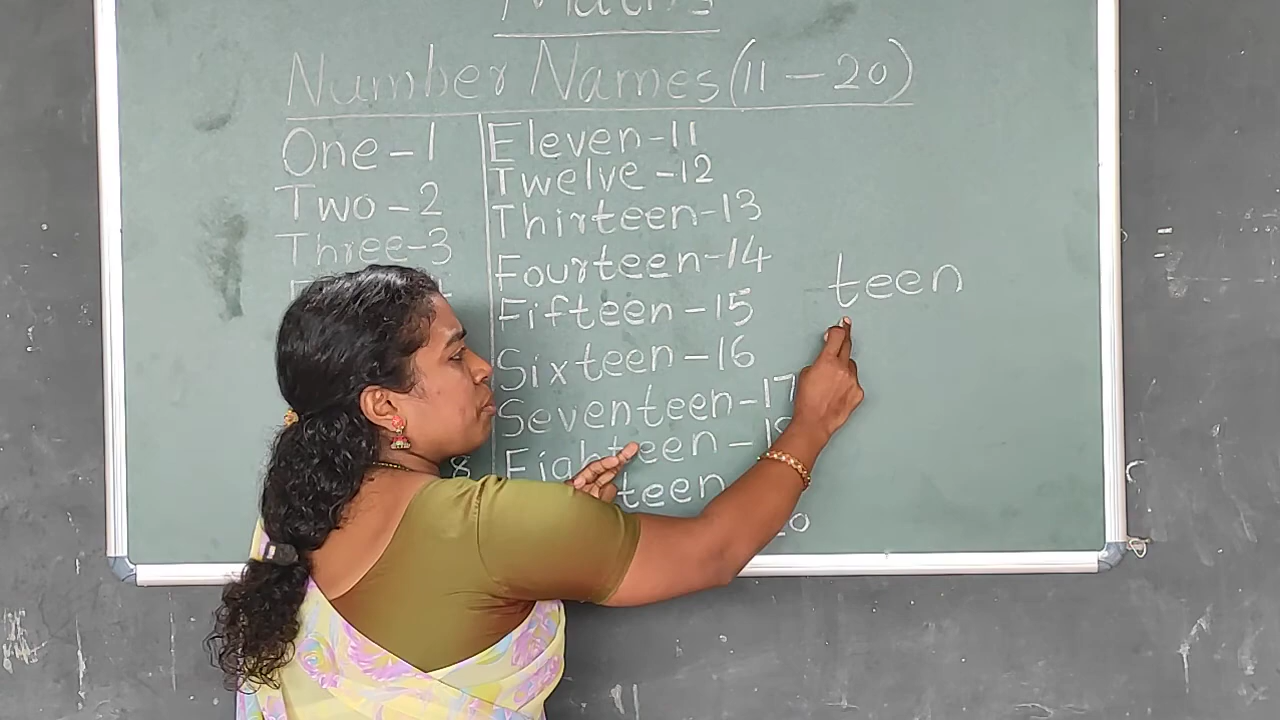 Maths
Number Names (11 – 20)
One – 1
Two – 2
Three – 3
8
Eleven – 11
Twelve – 12
Thirteen – 13
Fourteen – 14
Fifteen – 15
Sixteen – 16
Seventeen – 17
Eighteen – 18
teen
teen